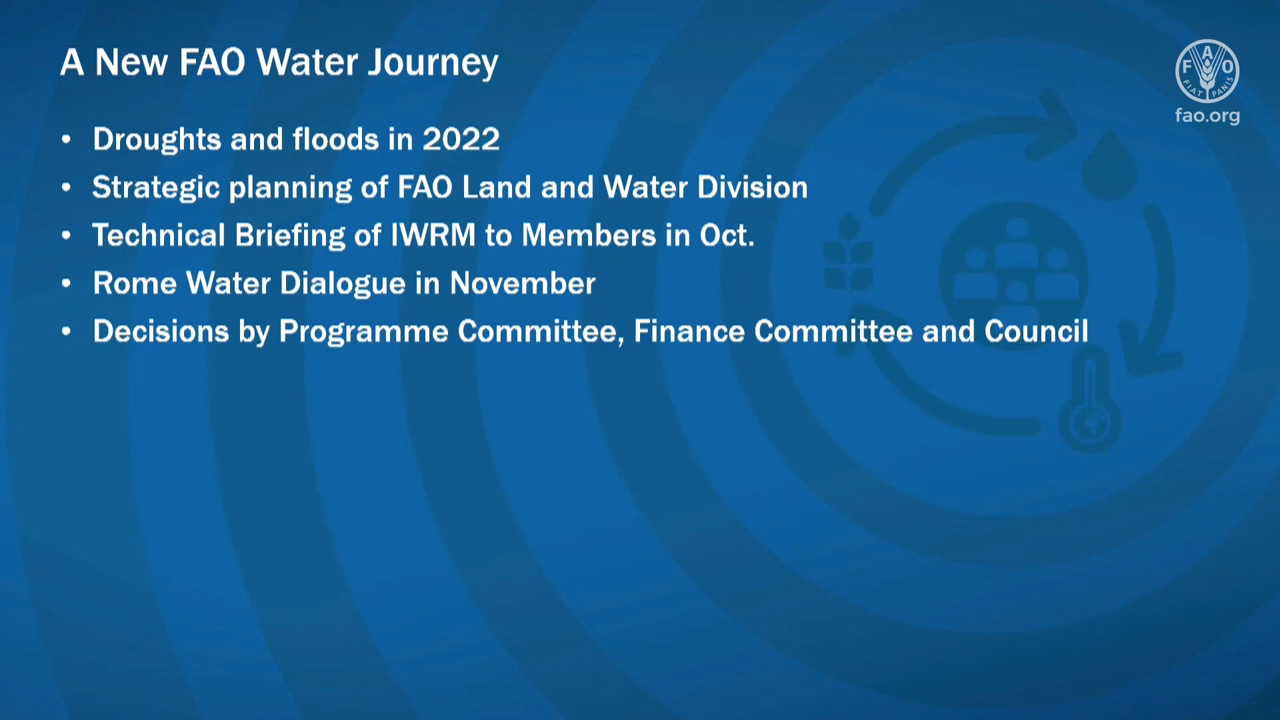 A New FAO Water Journey
FAO
FIAT PANIS
fao.org
• Droughts and floods in 2022
• Strategic planning of FAO Land and Water Division
• Technical Briefing of IWRM to Members in Oct.
• Rome Water Dialogue in November
• Decisions by Programme Committee, Finance Committee and Council